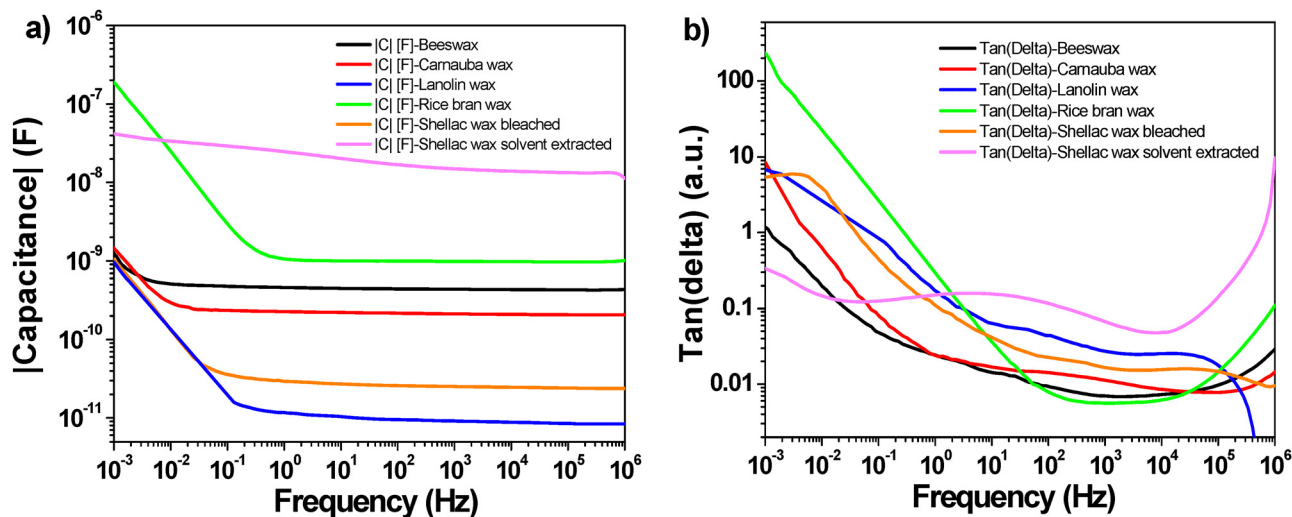 a)
|Capacitance| (F)
10⁻⁶
10⁻⁷
10⁻⁸
10⁻⁹
10⁻¹⁰
10⁻¹¹
|C| [F]-Beeswax
|C| [F]-Carnauba wax
|C| [F]-Lanolin wax
|C| [F]-Rice bran wax
|C| [F]-Shellac wax bleached
|C| [F]-Shellac wax solvent extracted
10⁻³ 10⁻² 10⁻¹ 10⁰ 10¹ 10² 10³ 10⁴ 10⁵ 10⁶
Frequency (Hz)
b)
Tan(delta) (a.u.)
100
10
1
0.1
0.01
Tan(Delta)-Beeswax
Tan(Delta)-Carnauba wax
Tan(Delta)-Lanolin wax
Tan(Delta)-Rice bran wax
Tan(Delta)-Shellac wax bleached
Tan(Delta)-Shellac wax solvent extracted
10⁻³ 10⁻² 10⁻¹ 10⁰ 10¹ 10² 10³ 10⁴ 10⁵ 10⁶
Frequency (Hz)